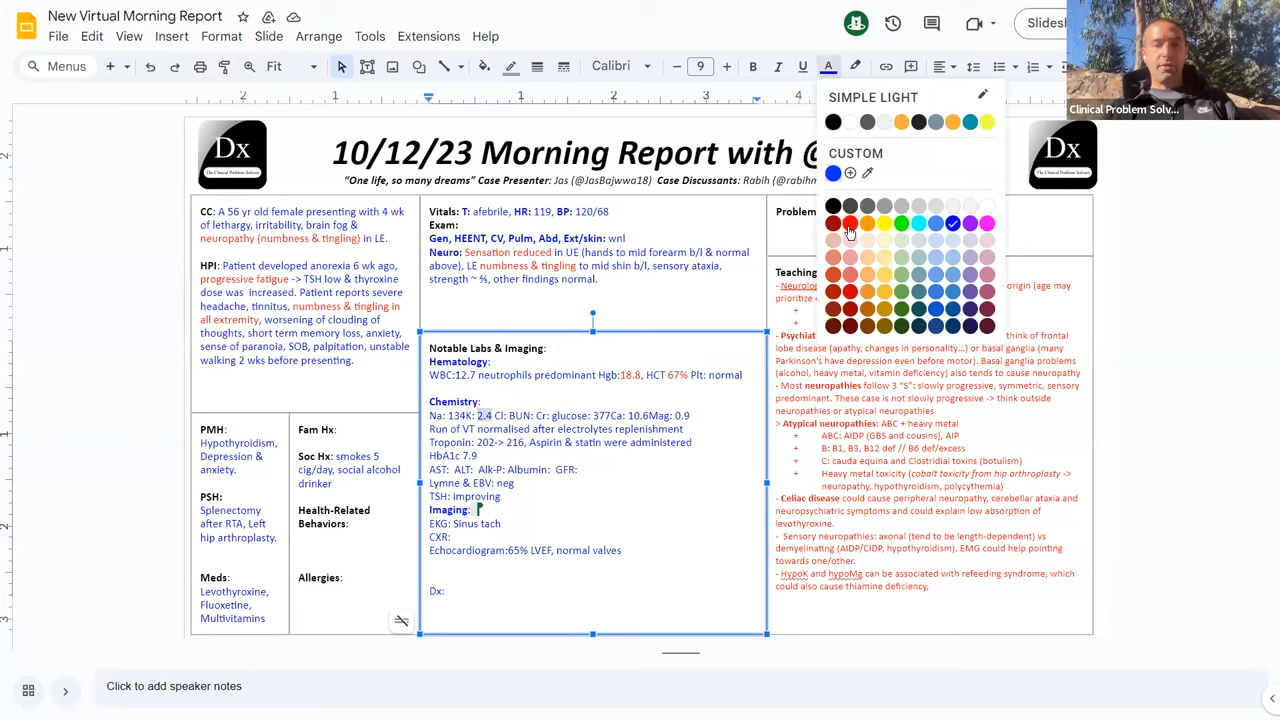 New Virtual Morning Report
File Edit View Insert Format Slide Arrange Tools Extensions Help
Menus
Fit
Calibri
9
Slidesh
Clinical Problem Solv...
2 1 1 2 3
SIMPLE LIGHT
CUSTOM
Dx
The Clinical Problem Solvers
10/12/23 Morning Report with @
"One life, so many dreams" Case Presenter: Jas (@JasBajwwa18) Case Discussants: Rabih (@rabihm
Dx
The Clinical Problem Solvers
CC: A 56 yr old female presenting with 4 wk
of lethargy, irritability, brain fog &
neuropathy (numbness & tingling) in LE.
HPI: Patient developed anorexia 6 wk ago,
progressive fatigue -> TSH low & thyroxine
dose was increased. Patient reports severe
headache, tinnitus, numbness & tingling in
all extremity, worsening of clouding of
thoughts, short term memory loss, anxiety,
sense of paranoia, SOB, palpitation, unstable
walking 2 wks before presenting.
PMH:
Hypothyroidism,
Depression &
anxiety.
PSH:
Splenectomy
after RTA, Left
hip arthroplasty.
Meds:
Levothyroxine,
Fluoxetine,
Multivitamins
Fam Hx:
Soc Hx: smokes 5
cig/day, social alcohol
drinker
Health-Related
Behaviors:
Allergies:
Vitals: T: afebrile, HR: 119, BP: 120/68
Exam:
Gen, HEENT, CV, Pulm, Abd, Ext/skin: wnl
Neuro: Sensation reduced in UE (hands to mid forearm b/l & normal
above), LE numbness & tingling to mid shin b/l, sensory ataxia,
strength ~ ⅘, other findings normal.
Notable Labs & Imaging:
Hematology:
WBC:12.7 neutrophils predominant Hgb:18.8, HCT 67% Plt: normal
Chemistry:
Na: 134K: 2.4 Cl: BUN: Cr: glucose: 377Ca: 10.6Mag: 0.9
Run of VT normalised after electrolytes replenishment
Troponin: 202-> 216, Aspirin & statin were administered
HbA1c 7.9
AST: ALT: Alk-P: Albumin: GFR:
Lymne & EBV: neg
TSH: improving
Imaging:
EKG: Sinus tach
CXR:
Echocardiogram:65% LVEF, normal valves
Dx:
Problem
Teaching
- Neurolo origin (age may
prioritize
+
+
- Psychiat think of frontal
lobe disease (apathy, changes in personality...) or basal ganglia (many
Parkinson's have depression even before motor). Basal ganglia problems
(alcohol, heavy metal, vitamin deficiency) also tends to cause neuropathy
- Most neuropathies follow 3 "S": slowly progressive, symmetric, sensory
predominant. These case is not slowly progressive -> think outside
neuropathies or atypical neuropathies
> Atypical neuropathies: ABC + heavy metal
+ ABC: AIDP (GBS and cousins), AIP
+ B: B1, B3, B12 def // B6 def/excess
+ C: cauda equina and Clostridial toxins (botulism)
+ Heavy metal toxicity (cobalt toxicity from hip arthroplasty ->
neuropathy, hypothyroidism, polycythemia)
- Celiac disease could cause peripheral neuropathy, cerebellar ataxia and
neuropsychiatric symptoms and could explain low absorption of
levothyroxine.
- Sensory neuropathies: axonal (tend to be length-dependent) vs
demyelinating (AIDP/CIDP, hypothyroidism). EMG could help pointing
towards one/other.
- HypoK and hypoMg can be associated with refeeding syndrome, which
could also cause thiamine deficiency,
Click to add speaker notes